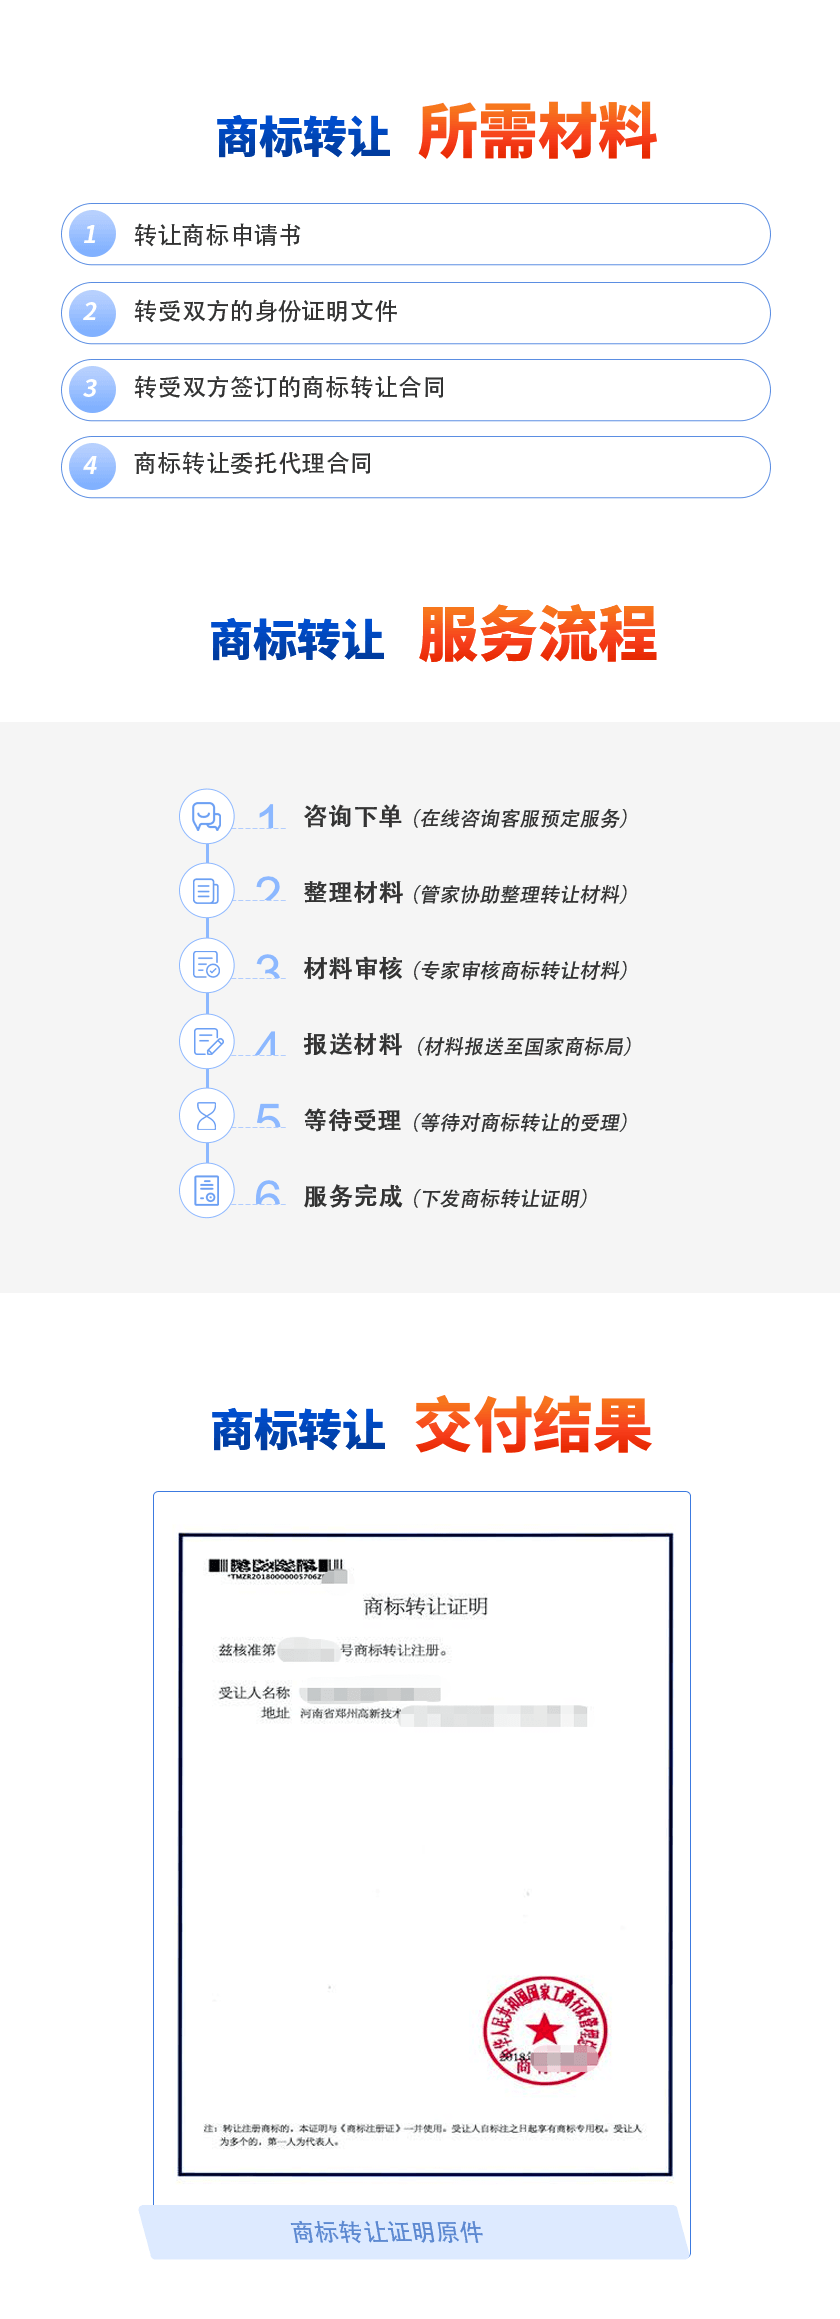 商标转让 所需材料
1 转让商标申请书
2 转受双方的身份证明文件
3 转受双方签订的商标转让合同
4 商标转让委托代理合同
商标转让 服务流程
1 咨询下单 (在线咨询客服预定服务)
2 整理材料 (管家协助整理转让材料)
3 材料审核 (专家审核商标转让材料)
4 报送材料 (材料报送至国家商标局)
5 等待受理 (等待对商标转让的受理)
6 服务完成 (下发商标转让证明)
商标转让 交付结果
*TMZR20180000005706
商标转让证明
兹核准第 号商标转让注册。
受让人名称
地址 河南省郑州高新技术
中华人民共和国国家工商行政管理
2018年
商
注：转让注册商标的，本证明与《商标注册证》一并使用。受让人自标注之日起享有商标专用权。受让人
为多个的，第一人为代表人。
商标转让证明原件